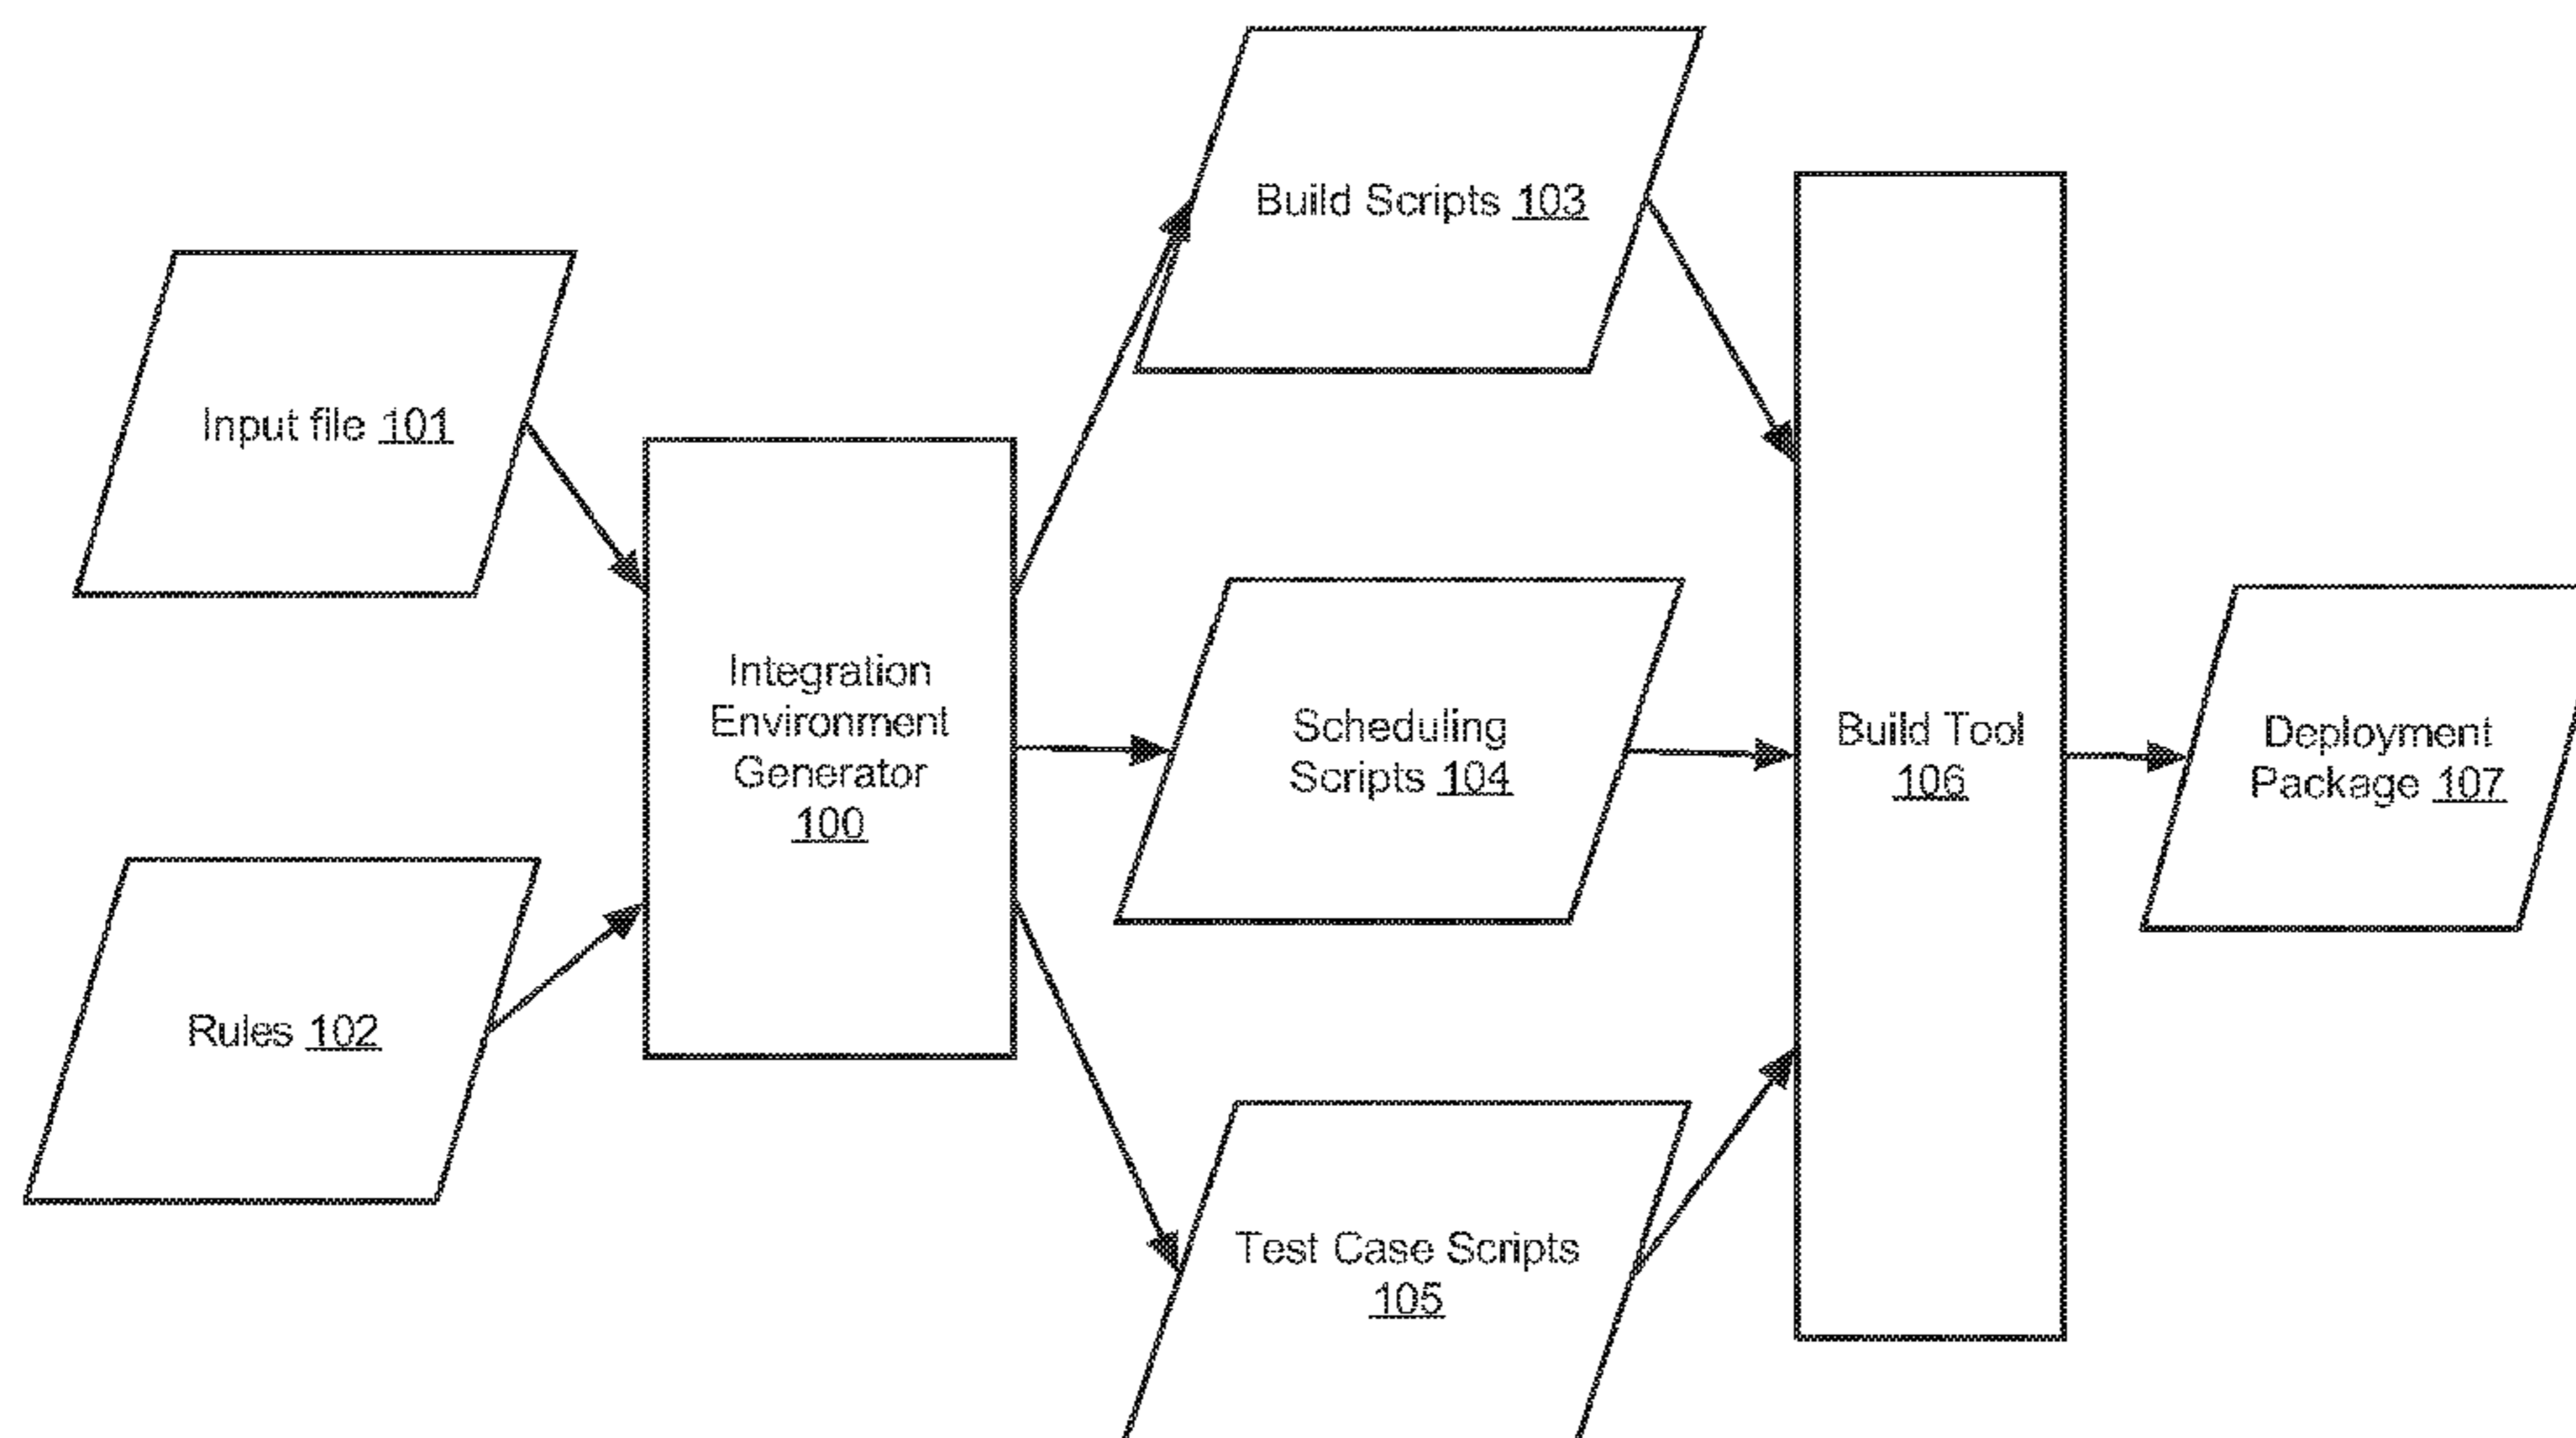 Build Scripts 103
Input file 101
Integration
Environment
Generator
100
Scheduling
Scripts 104
Build Tool
106
Deployment
Package 107
Rules 102
Test Case Scripts
105